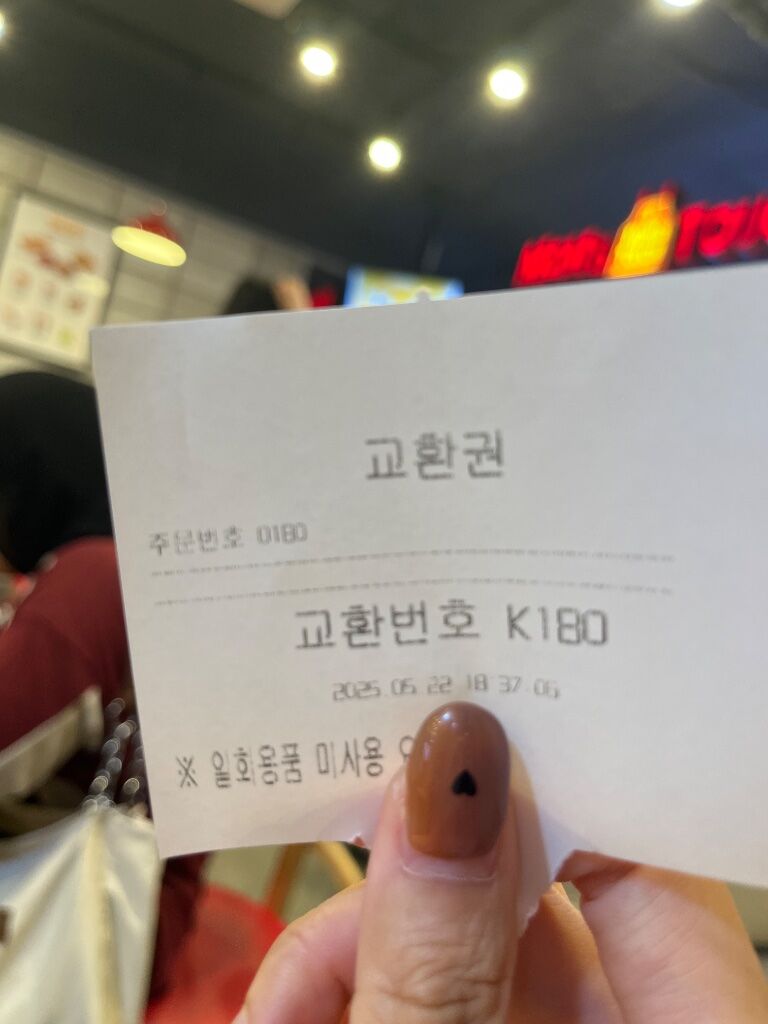 교환권
주문번호 0180
교환번호 K180
2025.05.22 18:37:06
※ 일회용품 미사용